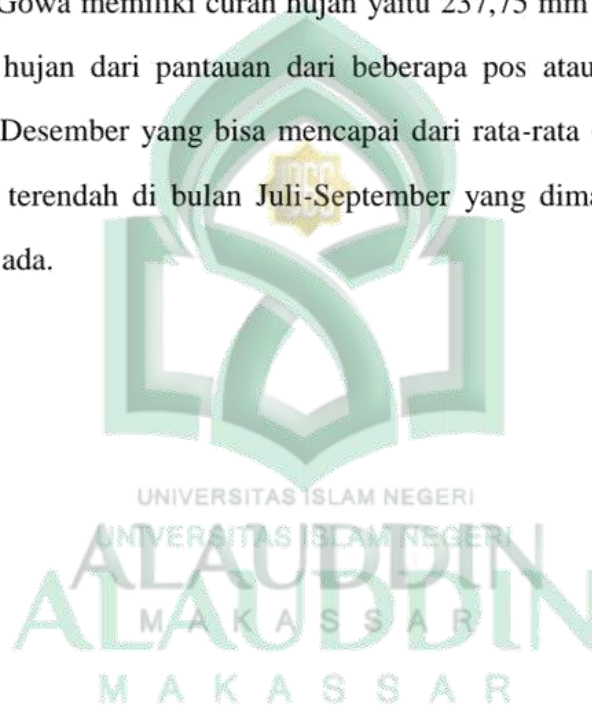 Gowa memiliki curah hujan yaitu 237,75 mm
hujan dari pantauan dari beberapa pos atau
Desember yang bisa mencapai dari rata-rata
terendah di bulan Juli-September yang dima
ada.
UNIVERSITAS ISLAM NEGERI
UNIVERSITAS ISLAM NEGERI
ALAUDDIN
ALAUDDIN
MAKASSAR
MAKASSAR